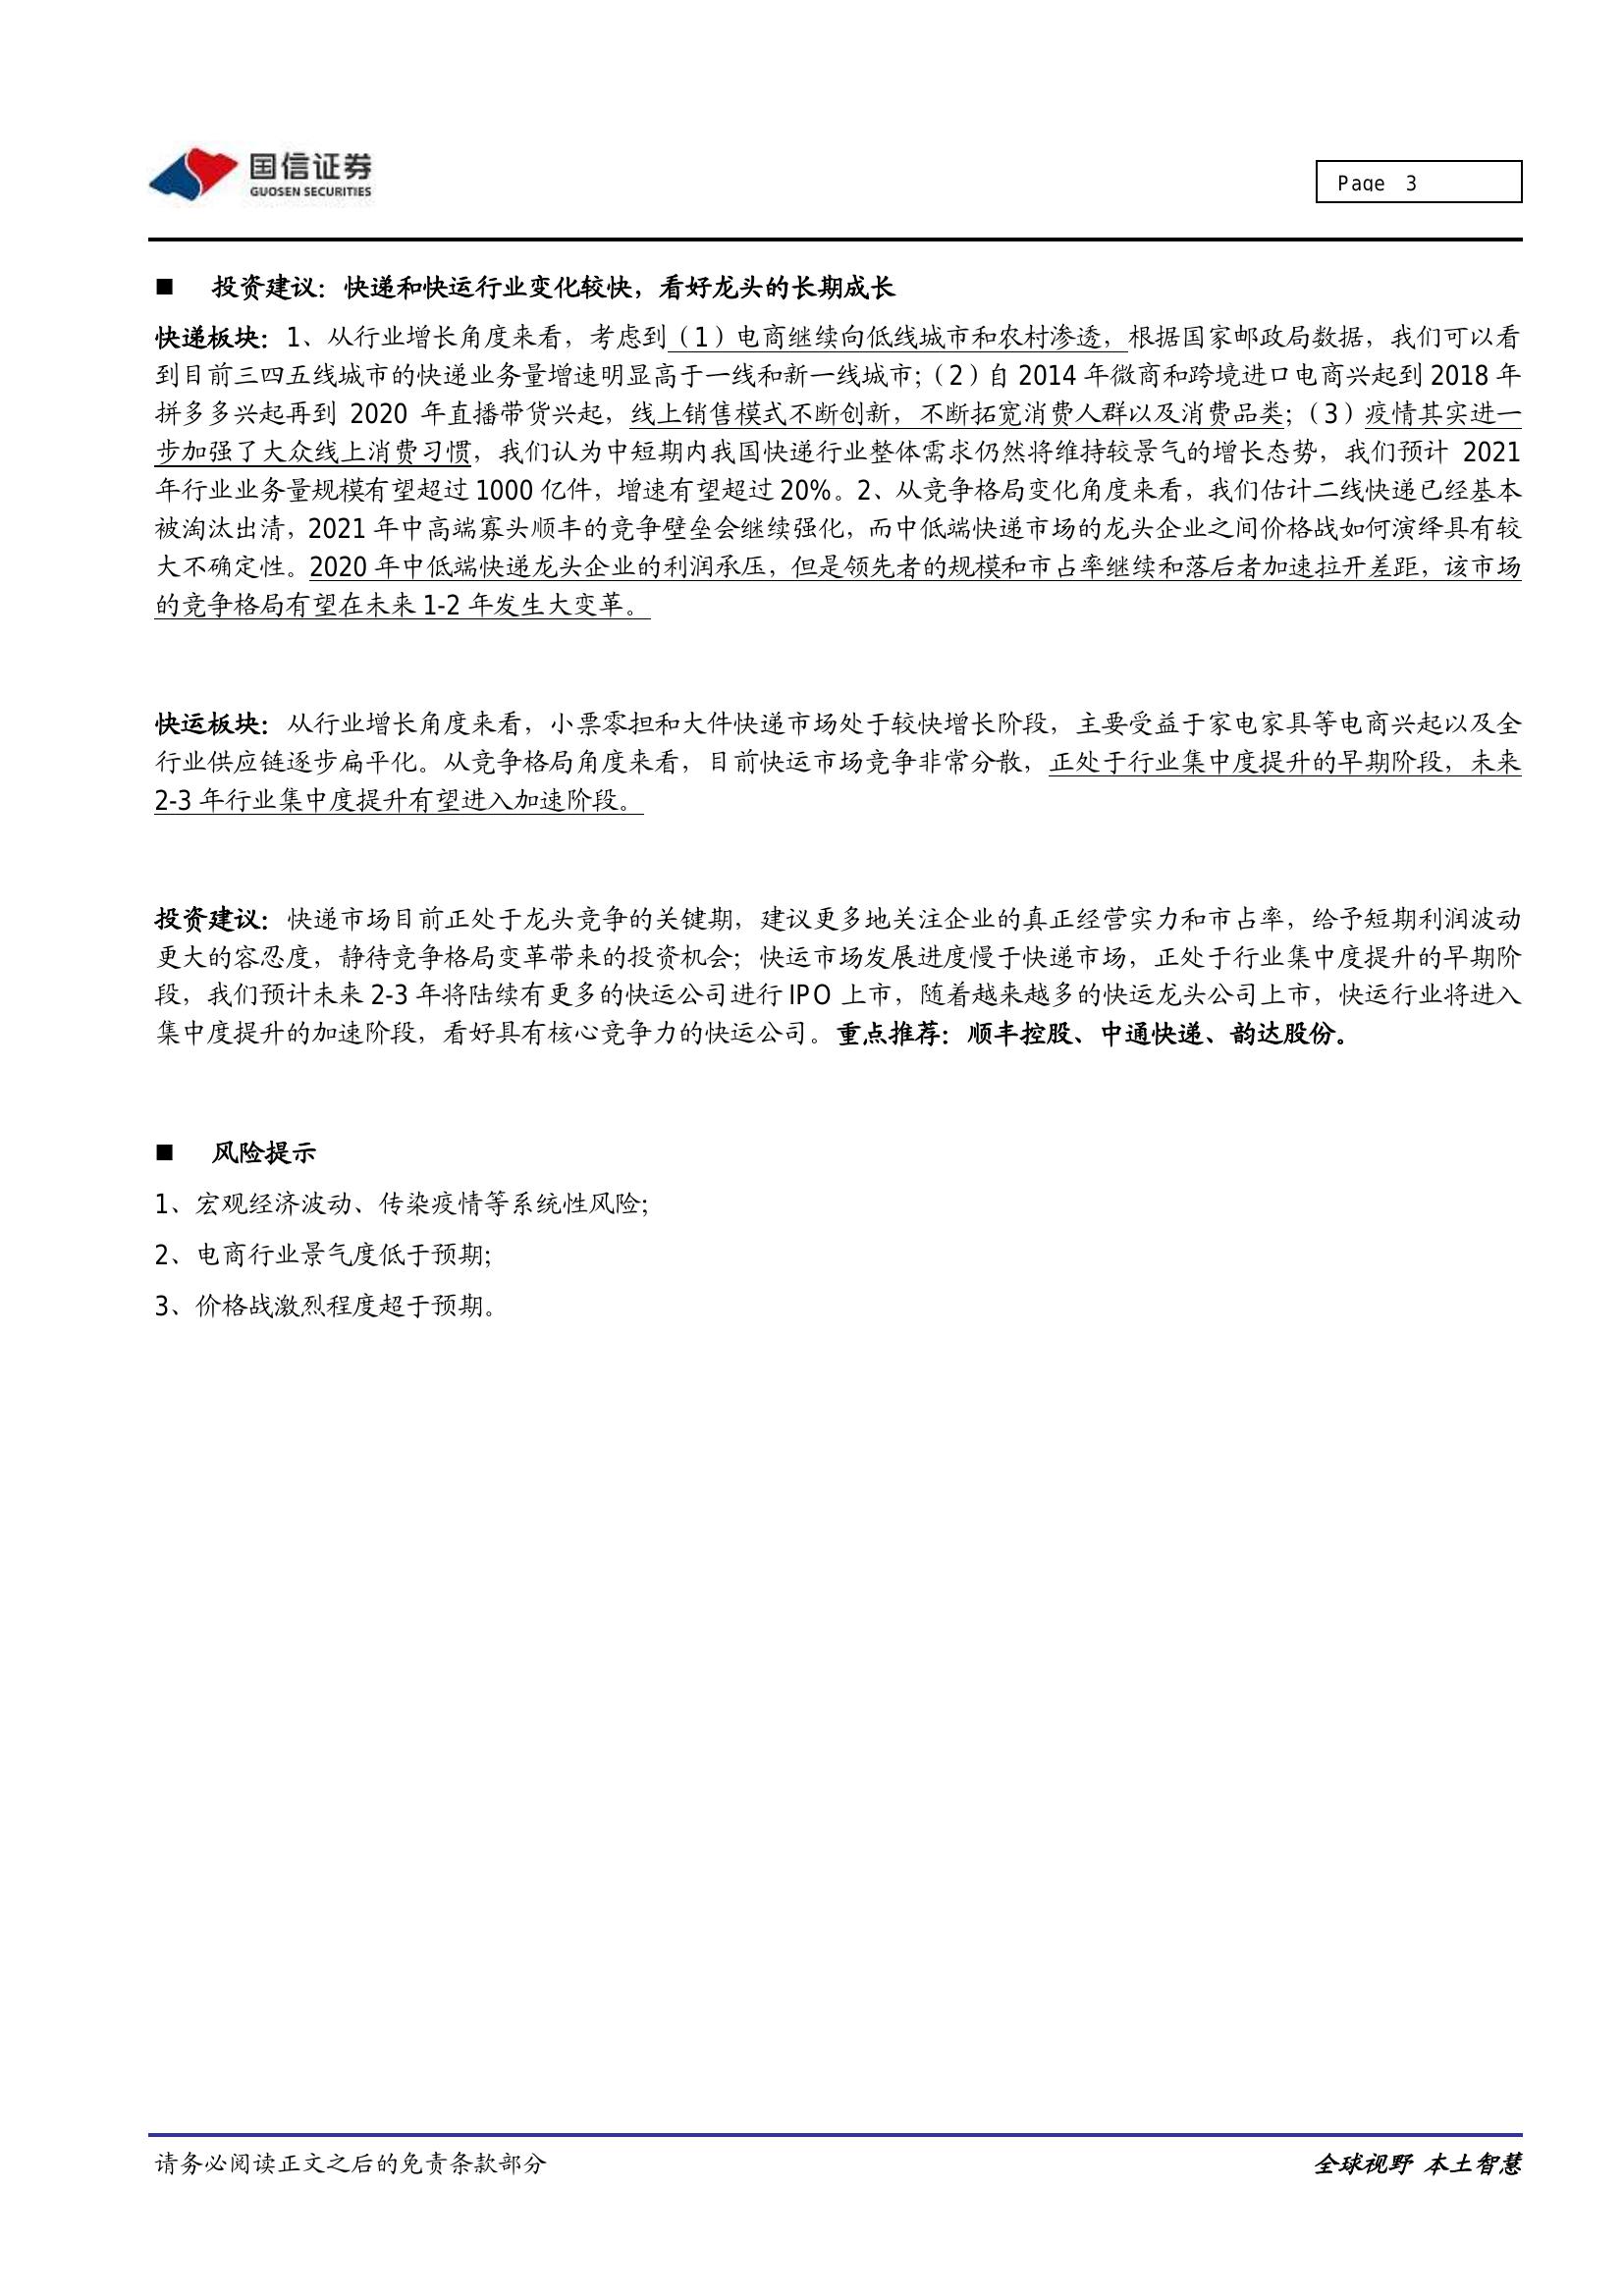 国信证券
GUOSEN SECURITIES
Page 3
■ 投资建议：快递和快运行业变化较快，看好龙头的长期成长
快递板块：1、从行业增长角度来看，考虑到（1）电商继续向低线城市和农村渗透，根据国家邮政局数据，我们可以看
到目前三四五线城市的快递业务量增速明显高于一线和新一线城市；（2）自 2014 年微商和跨境进口电商兴起到 2018 年
拼多多兴起再到 2020 年直播带货兴起，线上销售模式不断创新，不断拓宽消费人群以及消费品类；（3）疫情其实进一
步加强了大众线上消费习惯，我们认为中短期内我国快递行业整体需求仍然将维持较景气的增长态势，我们预计 2021
年行业业务量规模有望超过 1000 亿件，增速有望超过 20%。2、从竞争格局变化角度来看，我们估计二线快递已经基本
被淘汰出清，2021 年中高端寡头顺丰的竞争壁垒会继续强化，而中低端快递市场的龙头企业之间价格战如何演绎具有较
大不确定性。2020 年中低端快递龙头企业的利润承压，但是领先者的规模和市占率继续和落后者加速拉开差距，该市场
的竞争格局有望在未来 1-2 年发生大变革。
快运板块：从行业增长角度来看，小票零担和大件快递市场处于较快增长阶段，主要受益于家电家具等电商兴起以及全
行业供应链逐步扁平化。从竞争格局角度来看，目前快运市场竞争非常分散，正处于行业集中度提升的早期阶段，未来
2-3 年行业集中度提升有望进入加速阶段。
投资建议：快递市场目前正处于龙头竞争的关键期，建议更多地关注企业的真正经营实力和市占率，给予短期利润波动
更大的容忍度，静待竞争格局变革带来的投资机会；快运市场发展进度慢于快递市场，正处于行业集中度提升的早期阶
段，我们预计未来 2-3 年将陆续有更多的快运公司进行 IPO 上市，随着越来越多的快运龙头公司上市，快运行业将进入
集中度提升的加速阶段，看好具有核心竞争力的快运公司。重点推荐：顺丰控股、中通快递、韵达股份。
■ 风险提示
1、宏观经济波动、传染疫情等系统性风险；
2、电商行业景气度低于预期；
3、价格战激烈程度超于预期。
请务必阅读正文之后的免责条款部分
全球视野 本土智慧